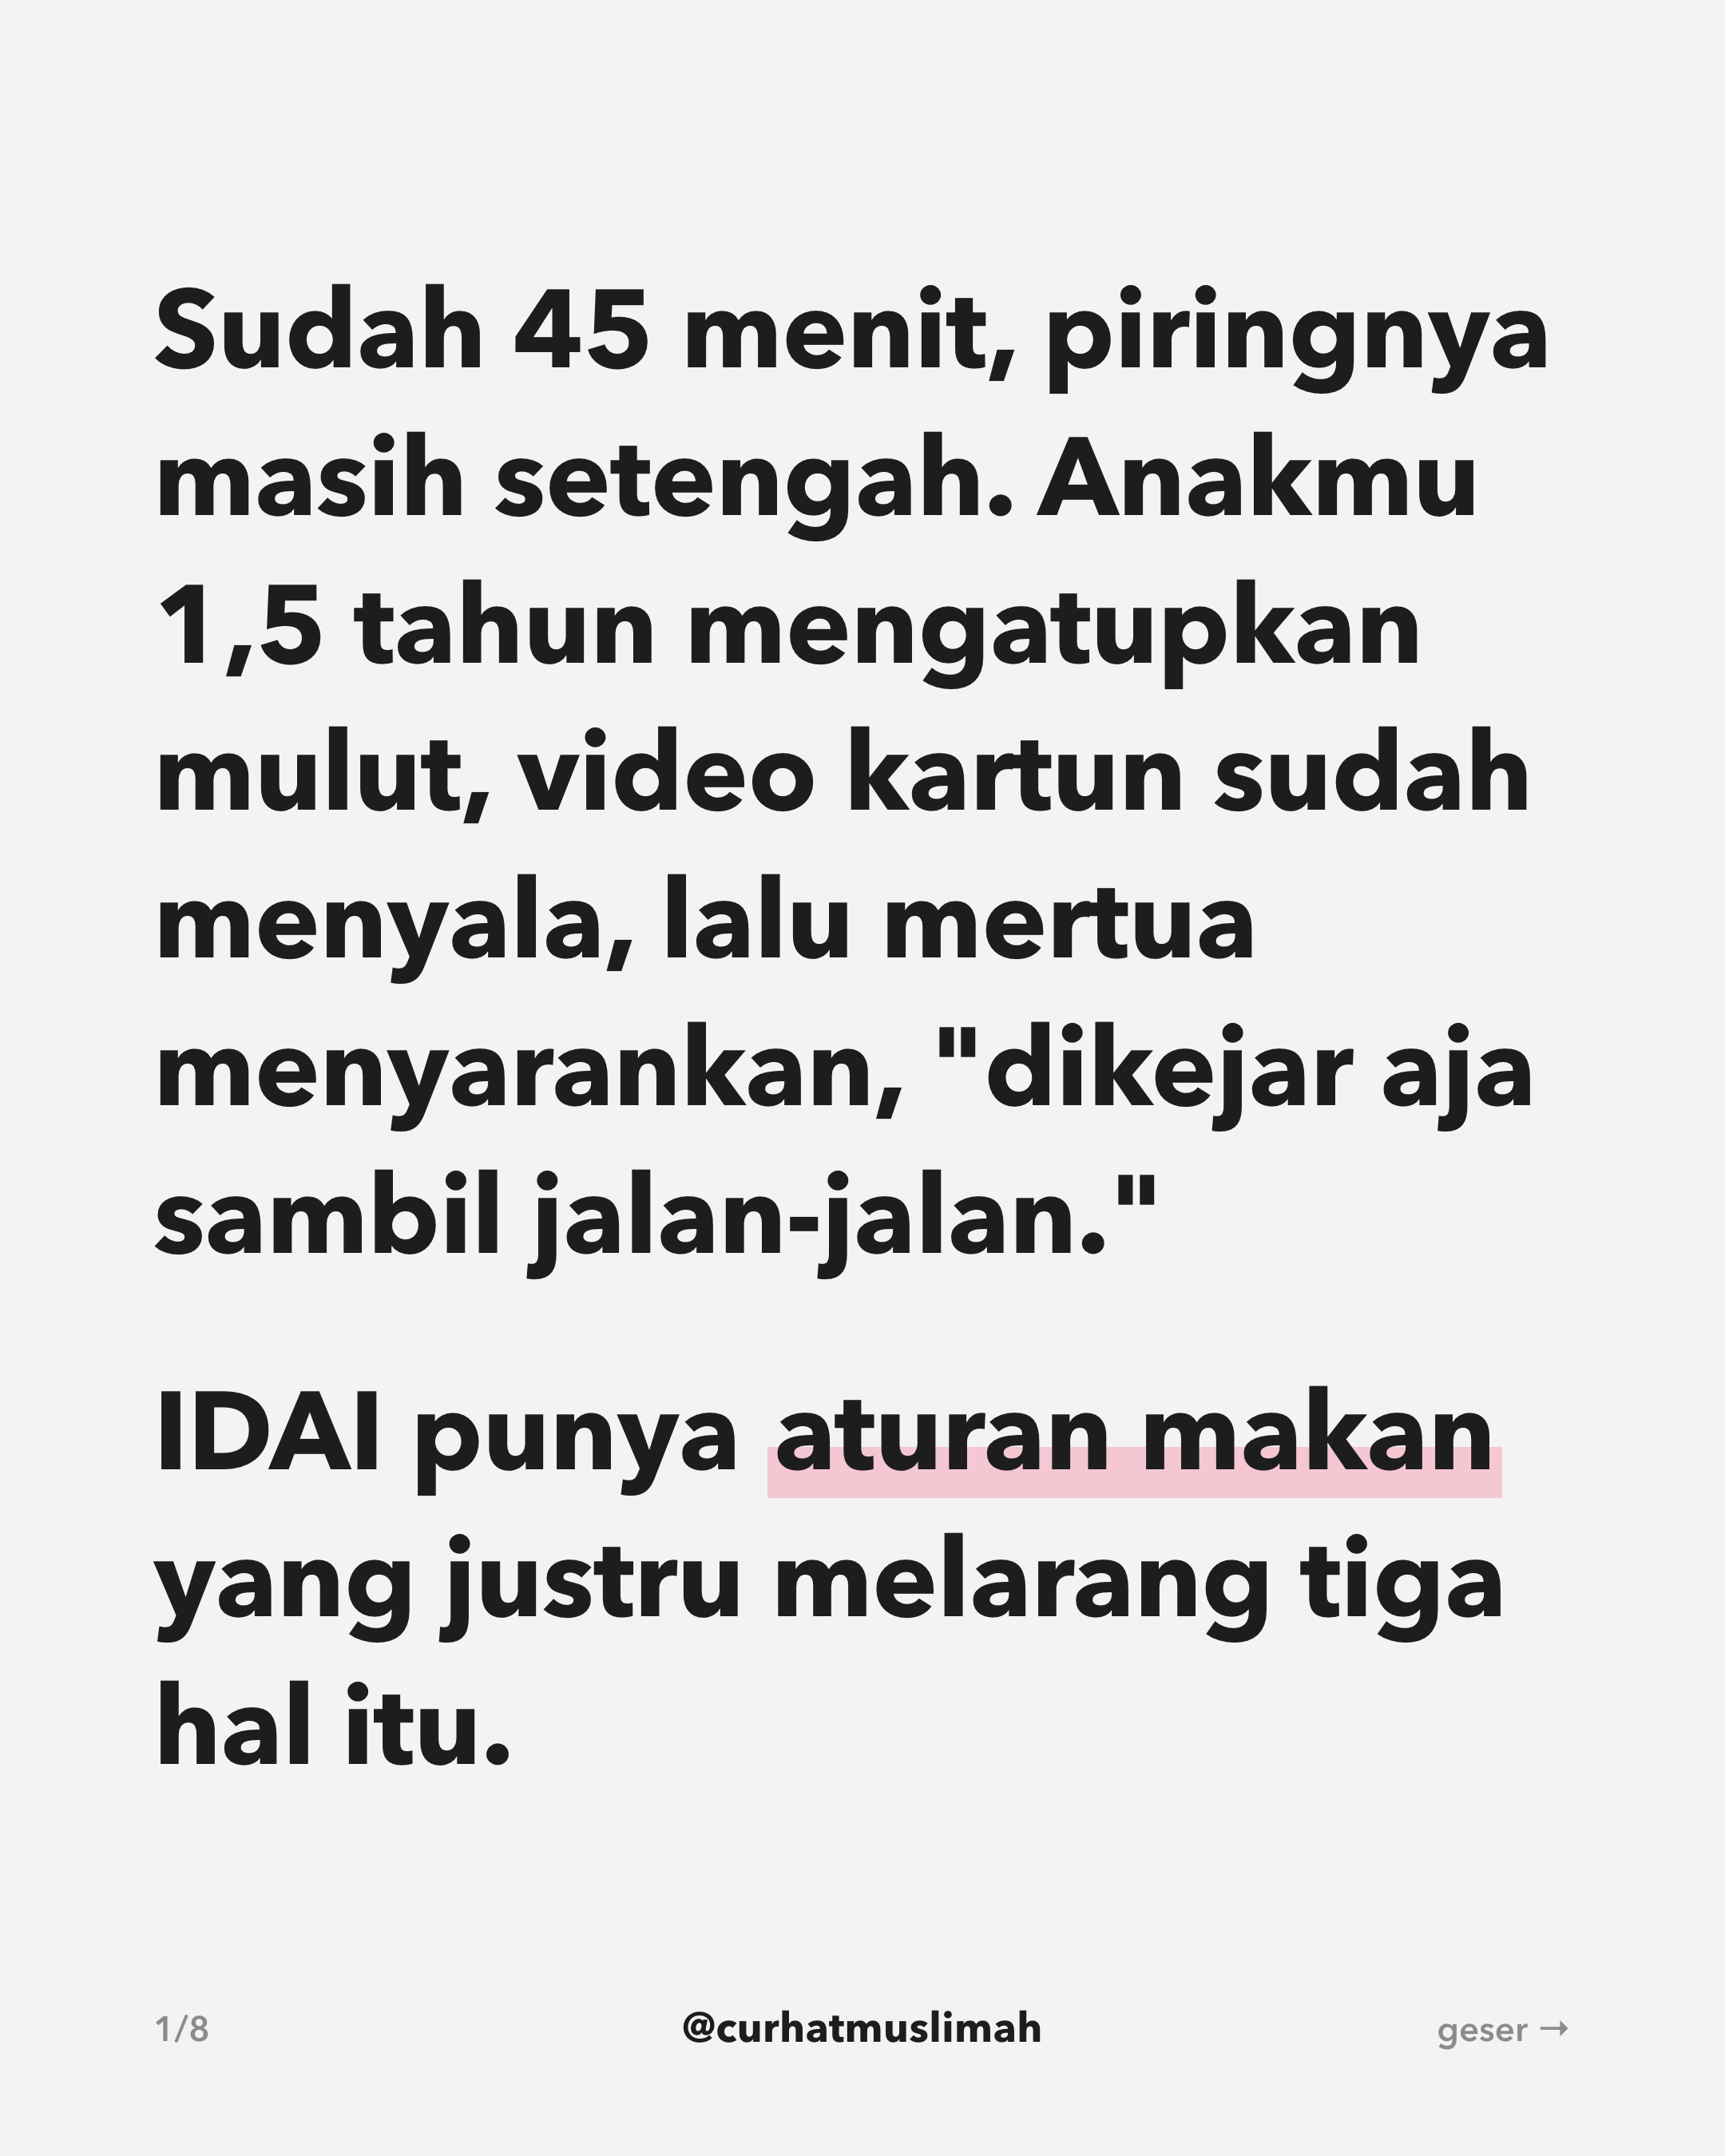 Sudah 45 menit, piringnya
masih setengah. Anakmu
1,5 tahun mengatupkan
mulut, video kartun sudah
menyala, lalu mertua
menyarankan, "dikejar aja
sambil jalan-jalan."
IDAI punya aturan makan
yang justru melarang tiga
hal itu.
1/8
@curhatmuslimah
geser →